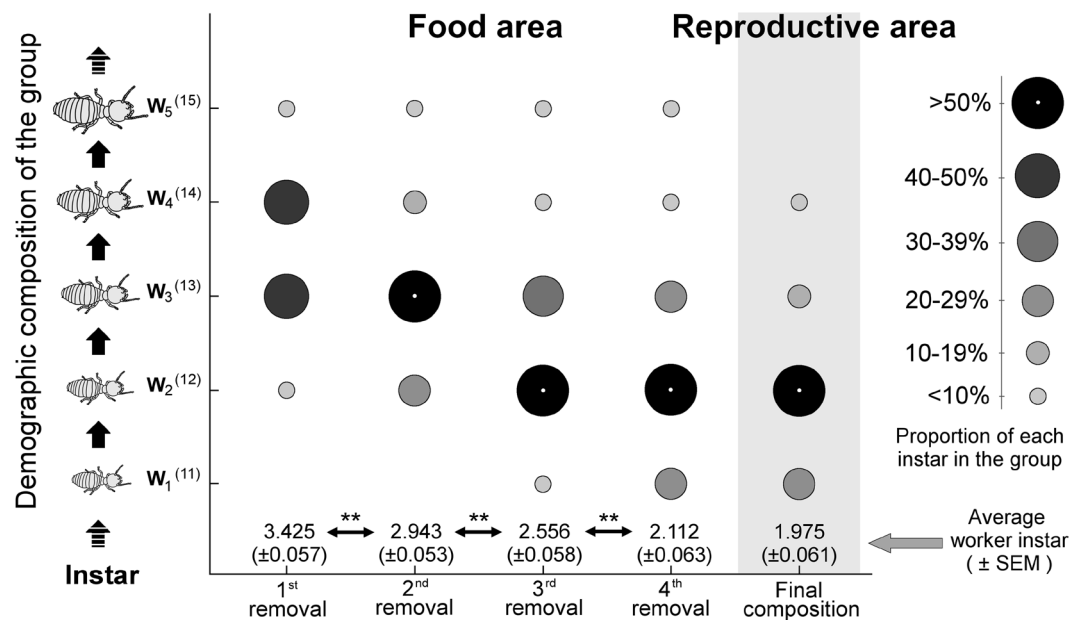 Food area
Reproductive area
Demographic composition of the group
W5 (15)
W4 (14)
W3 (13)
W2 (12)
W1 (11)
Instar
3.425
(±0.057)
**
2.943
(±0.053)
**
2.556
(±0.058)
**
2.112
(±0.063)
1.975
(±0.061)
1st
removal
2nd
removal
3rd
removal
4th
removal
Final
composition
>50%
40-50%
30-39%
20-29%
10-19%
<10%
Proportion of each
instar in the group
Average
worker instar
( ± SEM )